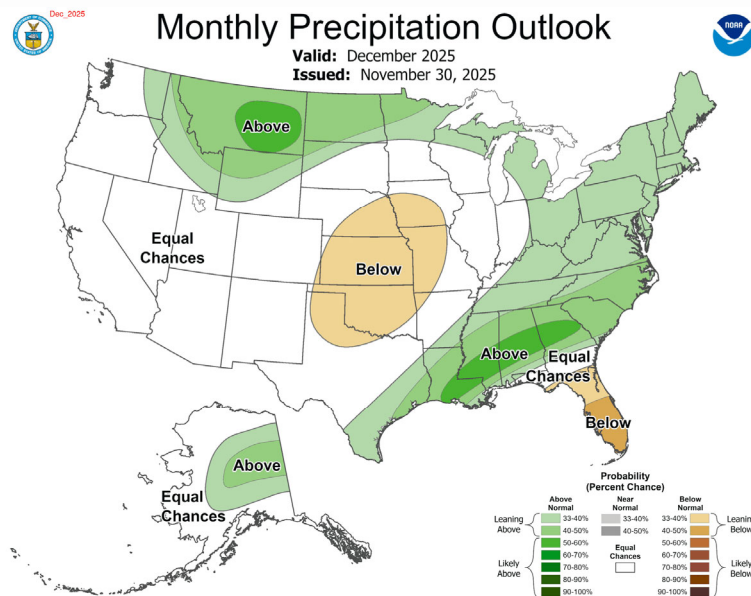 Dec_2025
Monthly Precipitation Outlook
Valid: December 2025
Issued: November 30, 2025
NOAA
Above
Equal
Chances
Below
Above
Equal
Chances
Below
Above
Equal
Chances
Probability
(Percent Chance)
Above
Normal
Near
Normal
Below
Normal
Leaning
Above
33-40%
40-50%
33-40%
40-50%
33-40%
40-50%
Leaning
Below
Likely
Above
50-60%
60-70%
70-80%
80-90%
90-100%
Equal
Chances
50-60%
60-70%
70-80%
80-90%
90-100%
Likely
Below